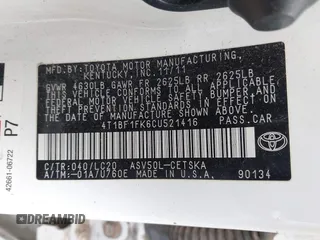 MFD.BY TOYOTA MOTOR MANUFACTURING,
KENTUCKY,INC.11/11
GVWR 4630LB GAWR FR 2625LB RR 2625LB
THIS VEHICLE CONFORMS TO ALL APPLICABLE
FEDERAL MOTOR VEHICLE SAFETY, BUMPER, AND
THEFT PREVENTION STANDARDS IN EFFECT ON
THE DATE OF MANUFACTURE SHOWN ABOVE.
4T1BF1FK6CU521416 PASS.CAR
C/TR:040/LC20 ASV50L-CETSKA
A/TM:-01A/U760E
MADE IN U.S.A. 90134
TOYOTA
42661-06722
P7